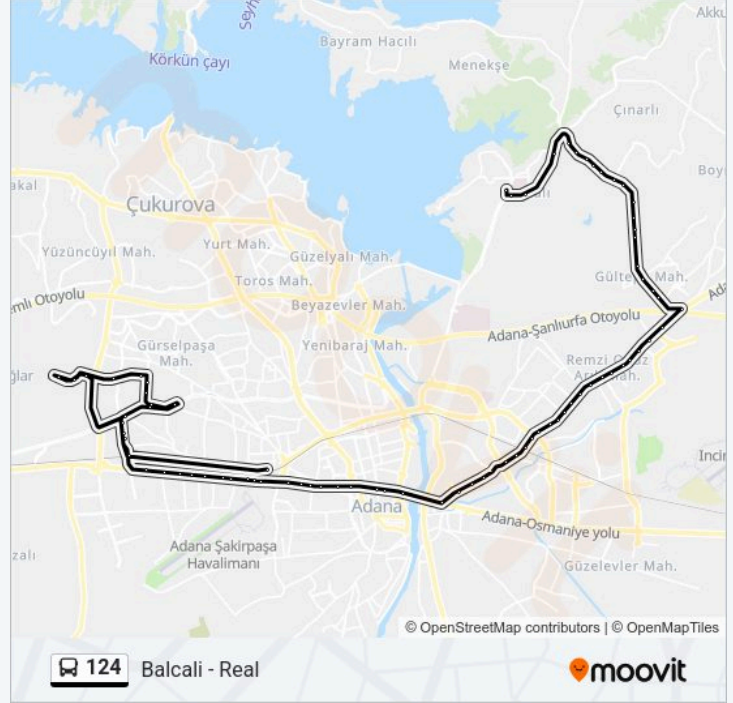 Akku
Seyh
Bayram Hacılı
Körkün çayı
Menekşe
Çınarlı
Boy
akal
Çukurova
Yurt Mah.
Yüzüncüyıl Mah.
Güzelyalı Mah.
Toros Mah.
Gülte Mah.
Ada
emli Otoyolu
Beyazevler Mah.
Adana-Şanlıurfa Otoyolu
Gürselpaşa
Mah.
Yenibaraj Mah.
Remzi
Mah.
ğlar
Incir
Adana
Adana-Osmaniye yolu
Adana Şakirpaşa
Havalimanı
zalı
Güzelevler Mah.
© OpenStreetMap contributors | © OpenMapTiles
124 Balcali - Real
moovit